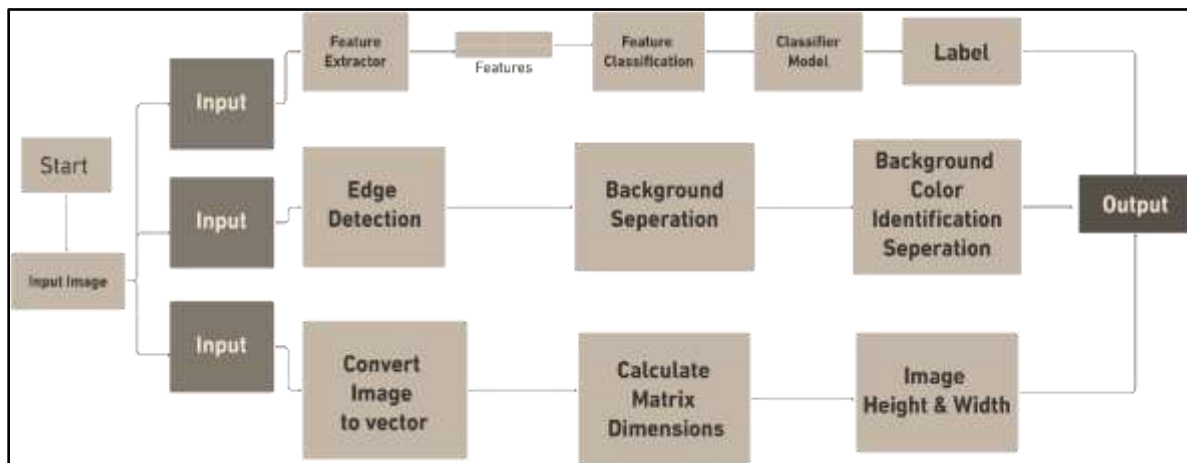 Start
Input Image
Input
Feature
Extractor
Features
Feature
Classification
Classifier
Model
Label
Input
Edge
Detection
Background
Seperation
Background
Color
Identification
Seperation
Output
Input
Convert
Image
to vector
Calculate
Matrix
Dimensions
Image
Height & Width